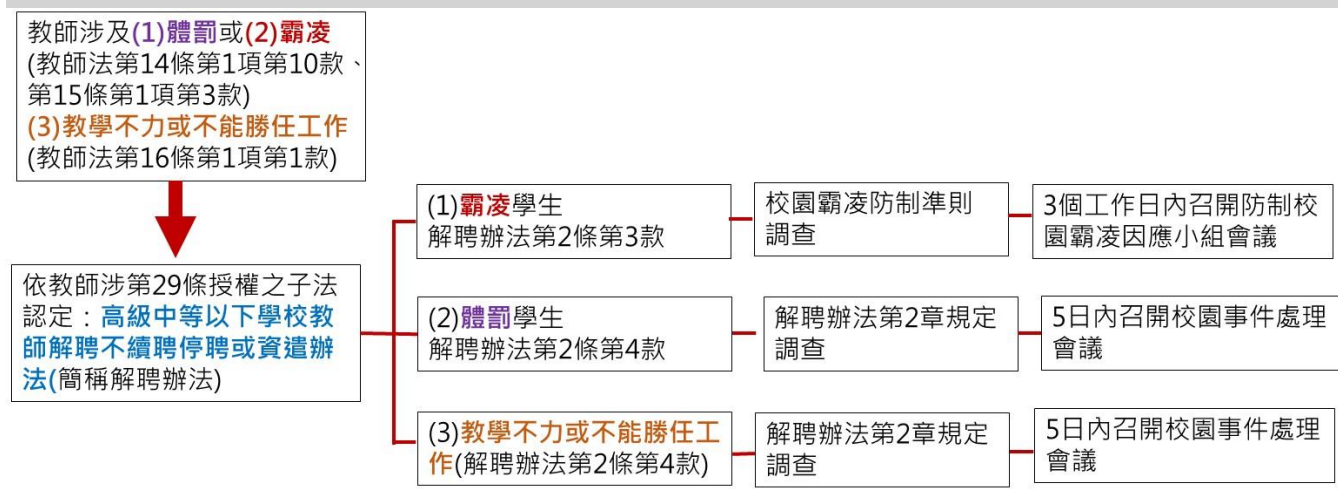 教師涉及(1)體罰或(2)霸凌
(教師法第14條第1項第10款、
第15條第1項第3款)
(3)教學不力或不能勝任工作
(教師法第16條第1項第1款)
依教師涉第29條授權之子法
認定：高級中等以下學校教
師解聘不續聘停聘或資遣辦
法(簡稱解聘辦法)
(1)霸凌學生
解聘辦法第2條第3款
校園霸凌防制準則
調查
3個工作日內召開防制校
園霸凌因應小組會議
(2)體罰學生
解聘辦法第2條第4款
解聘辦法第2章規定
調查
5日內召開校園事件處理
會議
(3)教學不力或不能勝任工
作(解聘辦法第2條第4款)
解聘辦法第2章規定
調查
5日內召開校園事件處理
會議